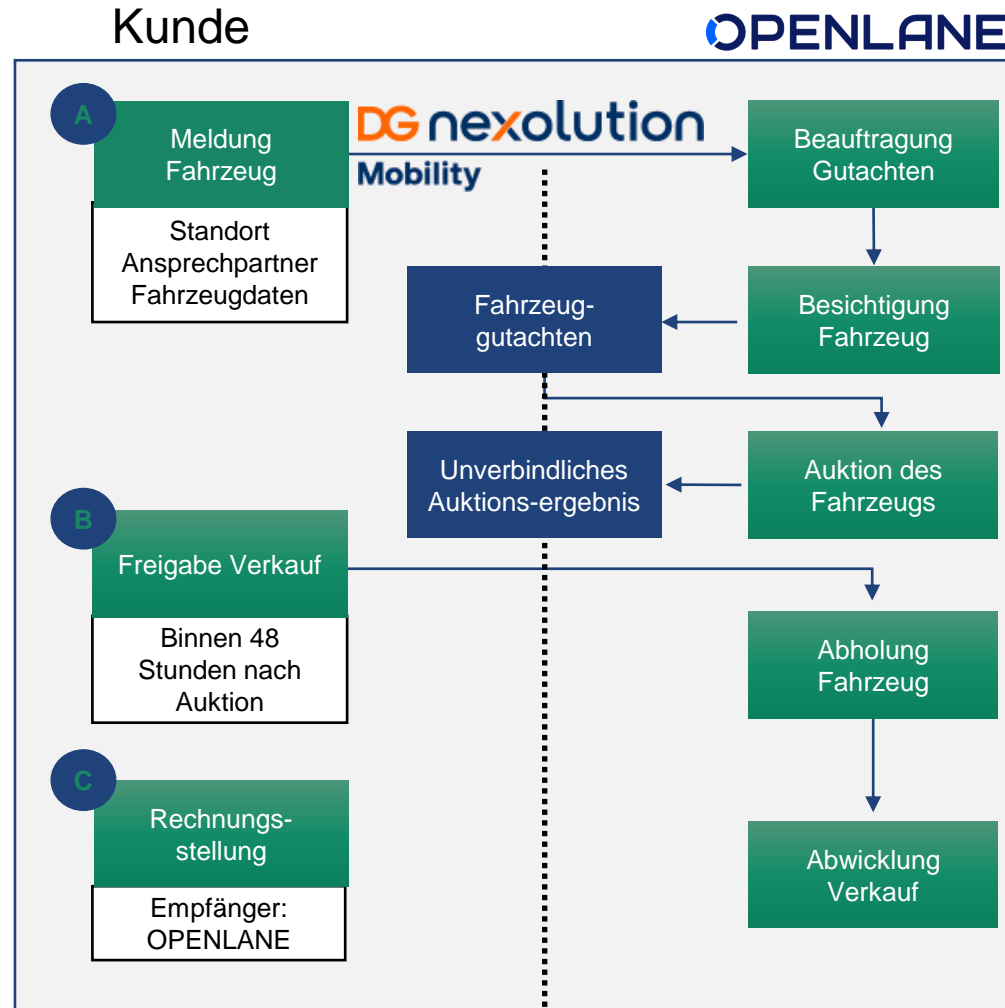 Kunde
OPENLANE
A
Meldung
Fahrzeug
Standort
Ansprechpartner
Fahrzeugdaten
DG nexolution
Mobility
Beauftragung
Gutachten
Fahrzeug-
gutachten
Besichtigung
Fahrzeug
Unverbindliches
Auktions-ergebnis
Auktion des
Fahrzeugs
B
Freigabe Verkauf
Binnen 48
Stunden nach
Auktion
Abholung
Fahrzeug
C
Rechnungs-
stellung
Empfänger:
OPENLANE
Abwicklung
Verkauf